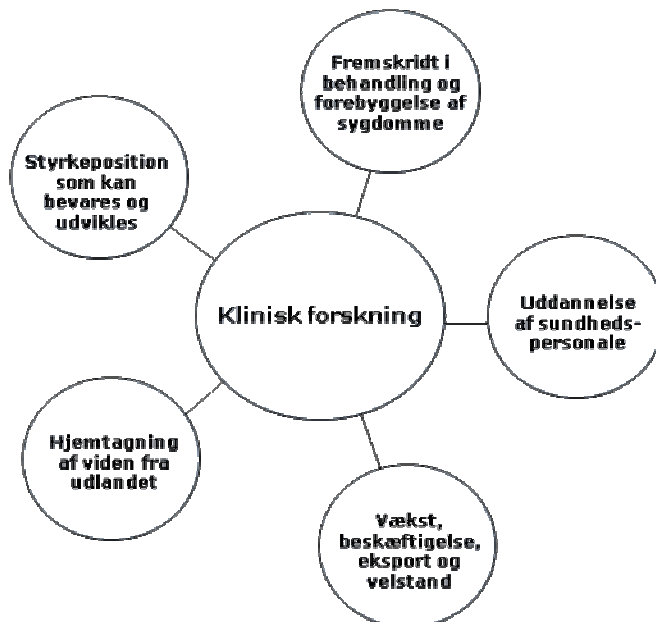 Fremskridt i
behandling og
forebyggelse af
sygdomme
Styrkeposition
som kan
bevares og
udvikles
Klinisk forskning
Uddannelse
af sundheds-
personale
Hjemtagning
af viden fra
udlandet
Vækst,
beskæftigelse,
eksport og
velstand